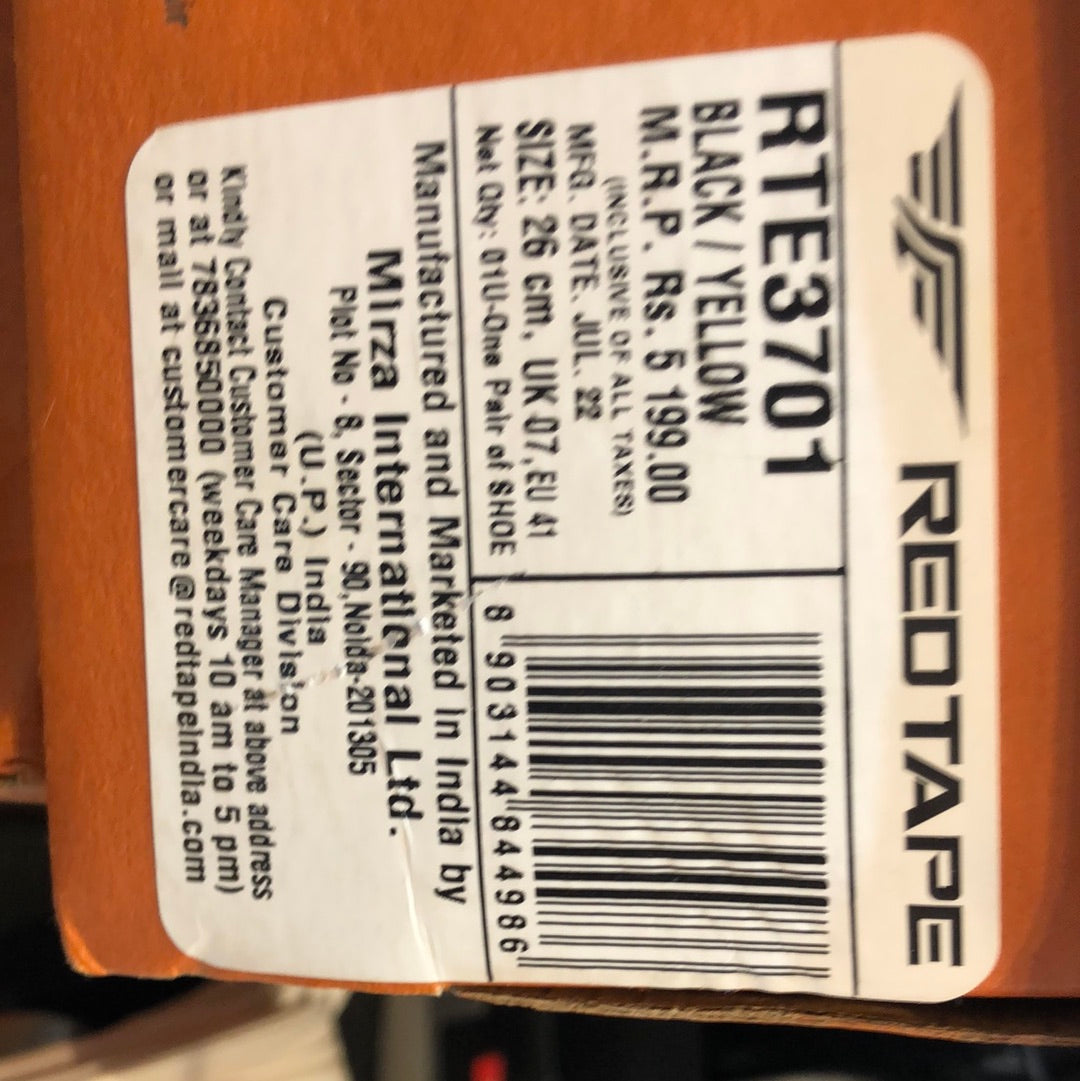 REDTAPE
RTE3701
BLACK / YELLOW
M.R.P. Rs. 5199.00
(INCLUSIVE OF ALL TAXES)
MFG. DATE. JUL. 22
SIZE: 26 cm, UK 07, EU 41
Net Qty: 01U-One Pair of SHOE
8 903144 844986
Manufactured and Marketed in India by
Mirza International Ltd.
Plot No - 8, Sector - 90, Noida-201305
(U.P.) India
Customer Care Division
Kindly Contact Customer Care Manager at above address
or at 7835850000 (weekdays 10 am to 5 pm)
or mail at customercare@redtapeindia.com